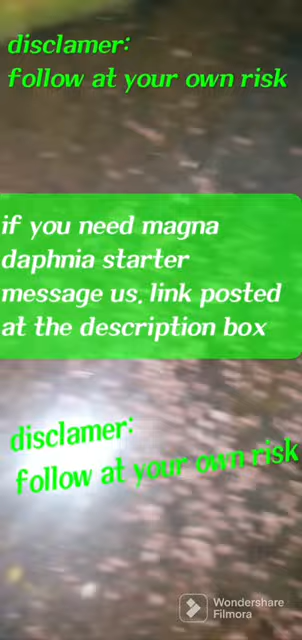 disclamer:
follow at your own risk
if you need magna
daphnia starter
message us. link posted
at the description box
disclamer:
follow at your own risk
Wondershare
Filmora